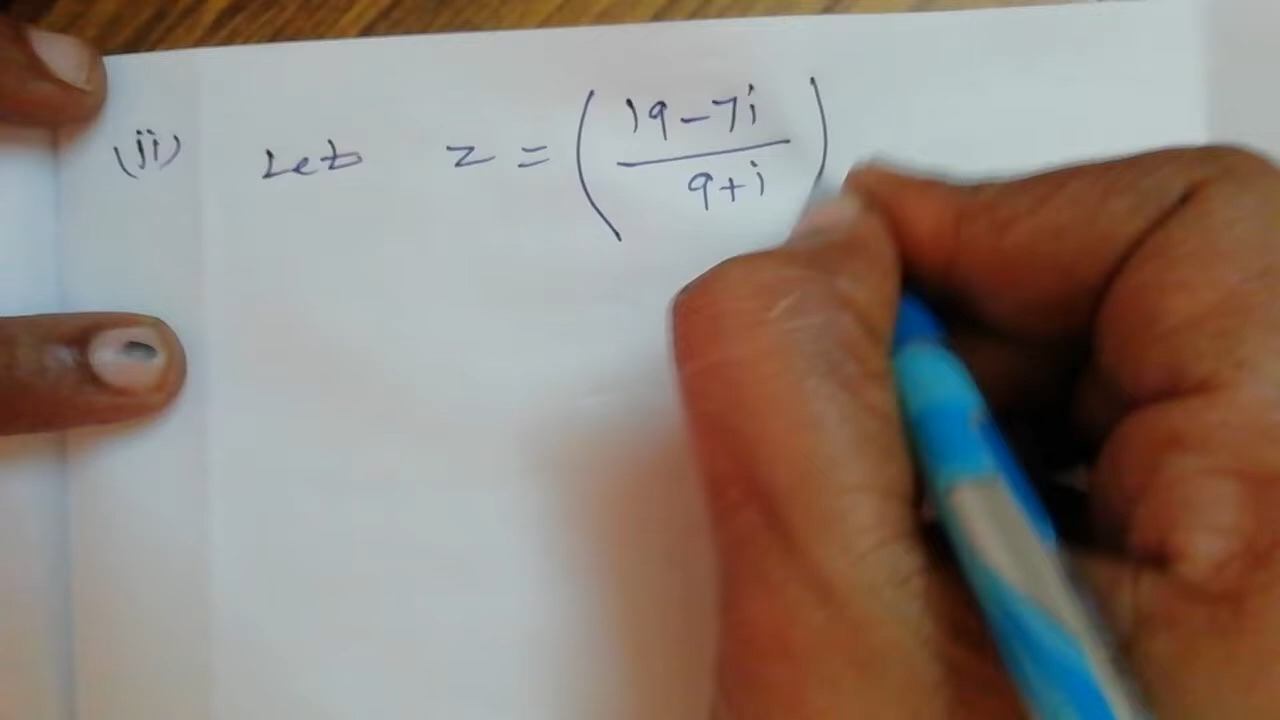 (ii) Let z = ( 19-7i / 9+i )